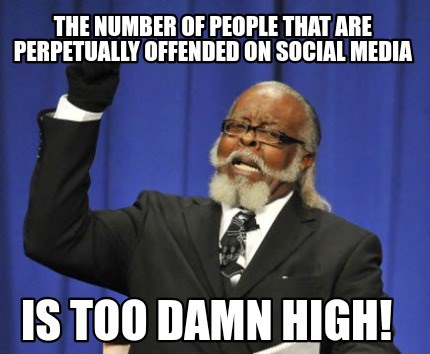 THE NUMBER OF PEOPLE THAT ARE
PERPETUALLY OFFENDED ON SOCIAL MEDIA
IS TOO DAMN HIGH!